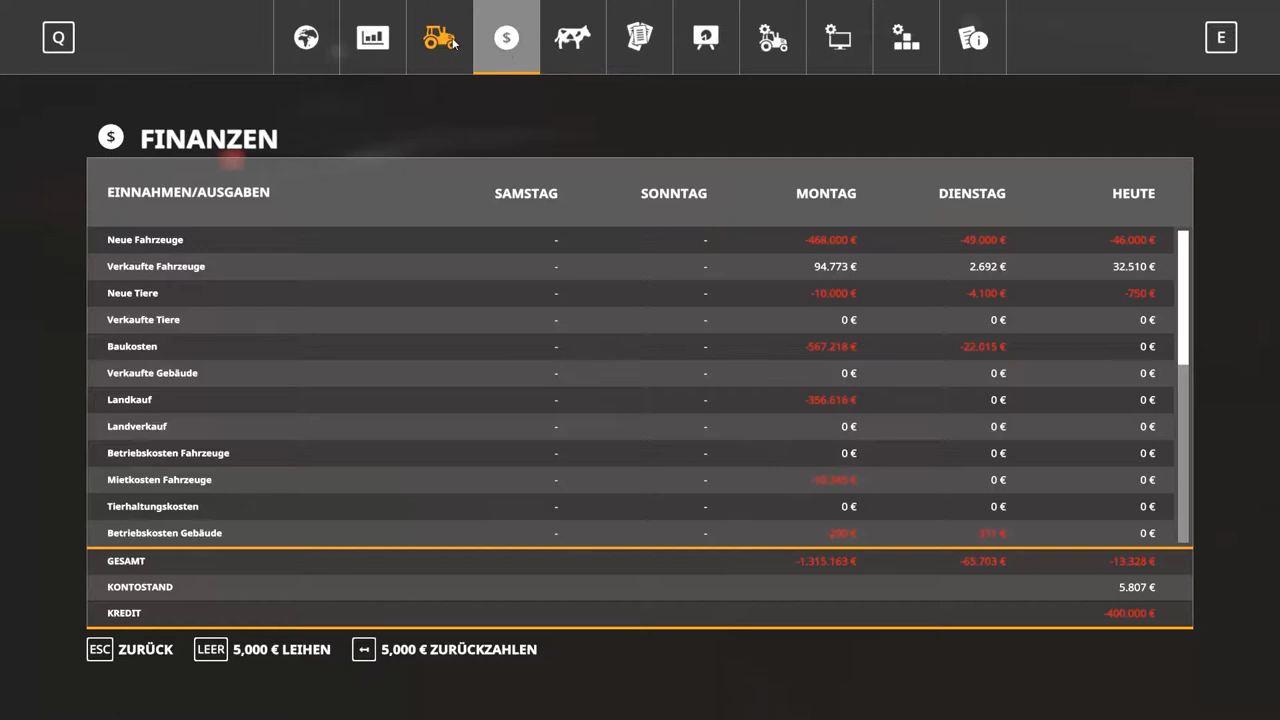 Q
$
E
$ FINANZEN
EINNAHMEN/AUSGABEN SAMSTAG SONNTAG MONTAG DIENSTAG HEUTE
Neue Fahrzeuge - - -468.000 € -49.000 € -46.000 €
Verkaufte Fahrzeuge - - 94.773 € 2.692 € 32.510 €
Neue Tiere - - -10.000 € -4.100 € -750 €
Verkaufte Tiere - - 0 € 0 € 0 €
Baukosten - - -567.218 € -22.015 € 0 €
Verkaufte Gebäude - - 0 € 0 € 0 €
Landkauf - - -356.616 € 0 € 0 €
Landverkauf - - 0 € 0 € 0 €
Betriebskosten Fahrzeuge - - 0 € 0 € 0 €
Mietkosten Fahrzeuge - - 0 € 0 €
Tierhaltungskosten - - 0 € 0 € 0 €
Betriebskosten Gebäude - - 0 €
GESAMT -1.315.163 € -65.703 € -13.328 €
KONTOSTAND 5.807 €
KREDIT -400.000 €
ESC ZURÜCK LEER 5,000 € LEIHEN ↔ 5,000 € ZURÜCKZAHLEN